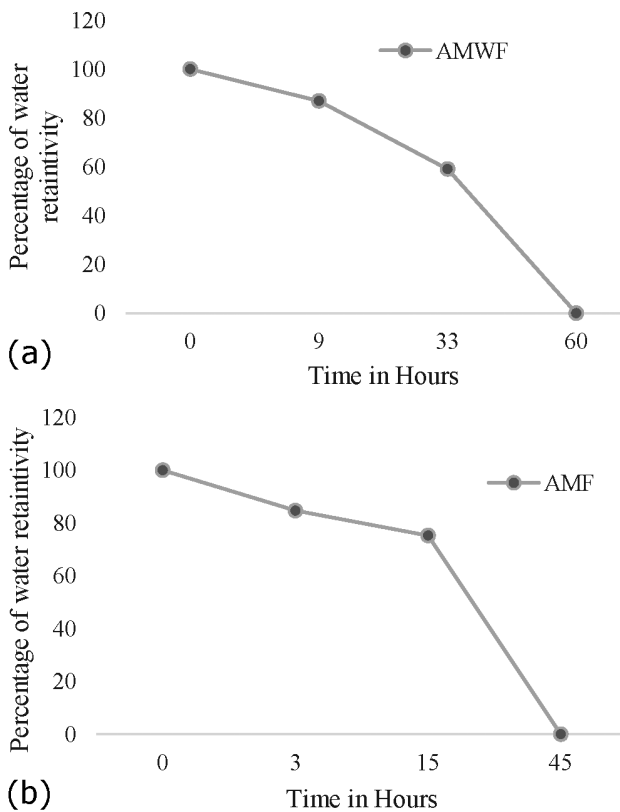 120
AMWF
100
80
60
40
20
0
Percentage of water
retaintivity
0 9 33 60
Time in Hours
(a)
120
100
AMF
80
60
40
20
0
Percentage of water retaintivity
0 3 15 45
Time in Hours
(b)